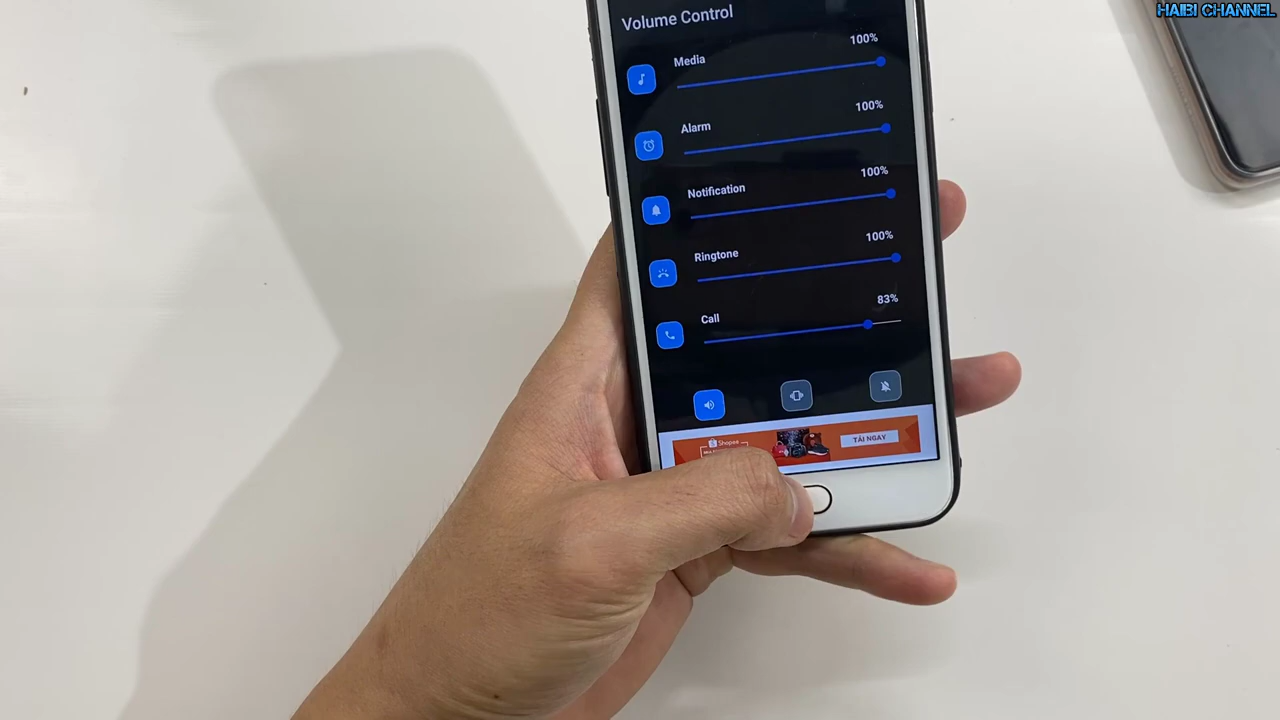 HAIBI CHANNEL
Volume Control
Media
100%
Alarm
100%
Notification
100%
Ringtone
100%
Call
83%
Shopee
TẢI NGAY